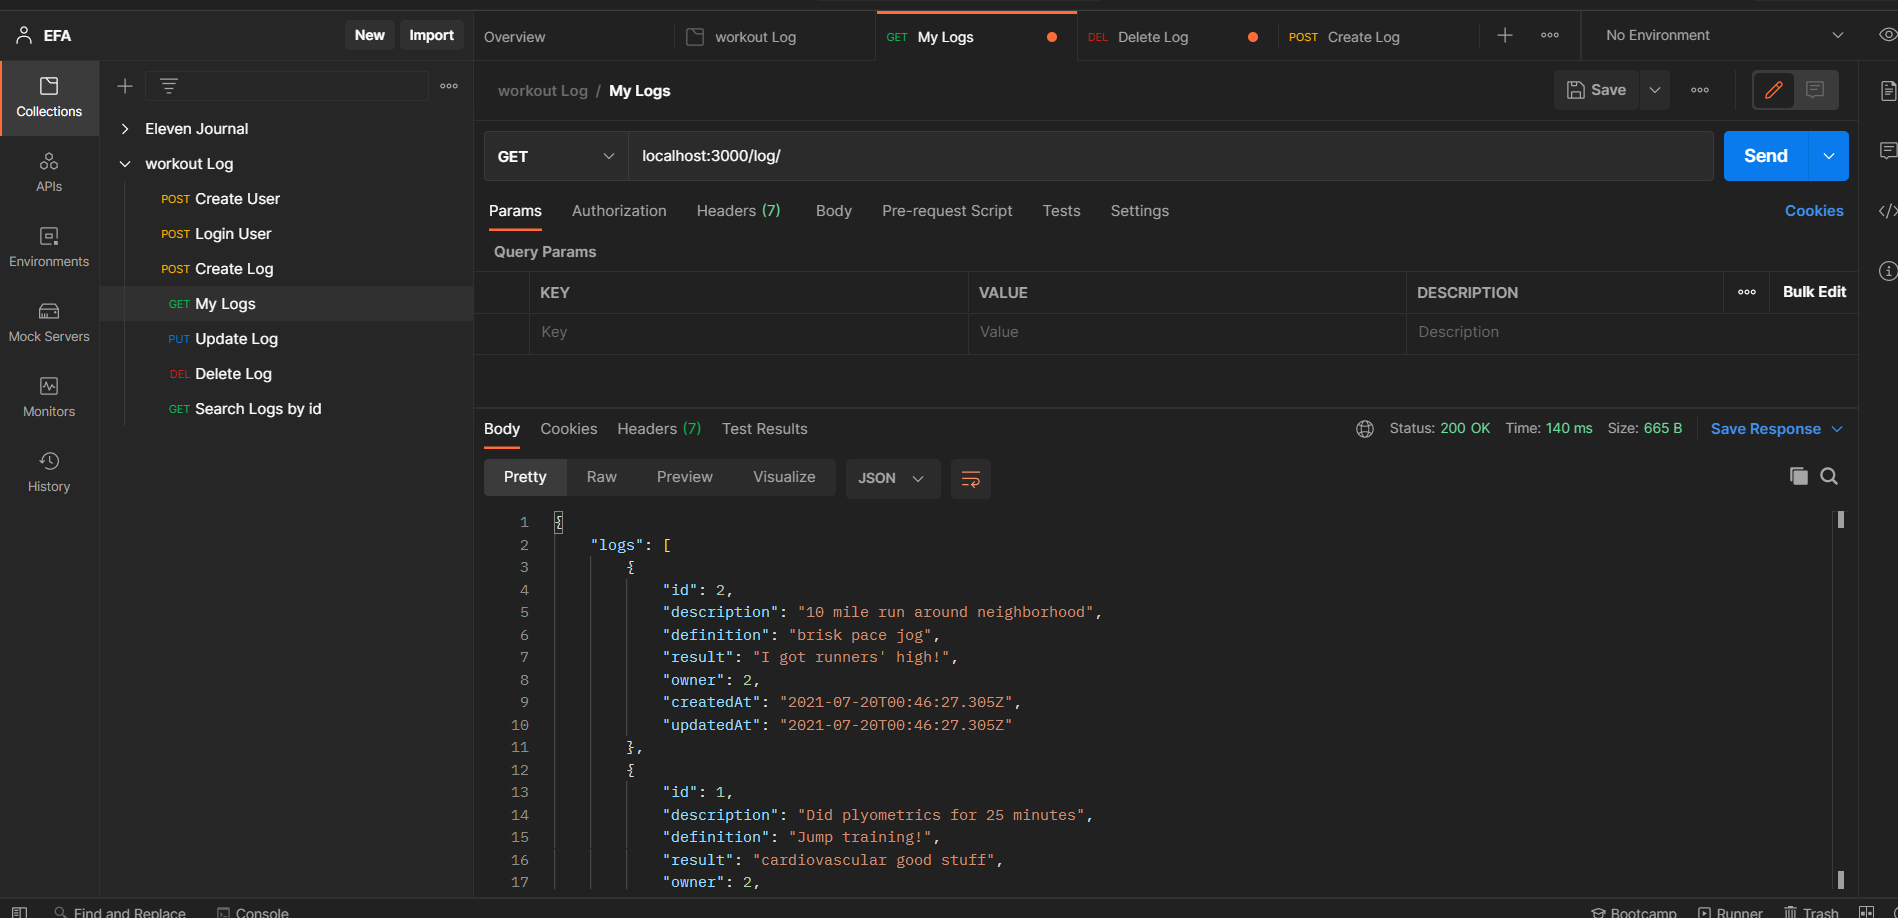 EFA
New
Import
Overview
workout Log
GET My Logs
DEL Delete Log
POST Create Log
No Environment
Collections
APIs
Environments
Mock Servers
Monitors
History
Eleven Journal
workout Log
POST Create User
POST Login User
POST Create Log
GET My Logs
PUT Update Log
DEL Delete Log
GET Search Logs by id
workout Log / My Logs
Save
GET
localhost:3000/log/
Send
Params Authorization Headers (7) Body Pre-request Script Tests Settings
Cookies
Query Params
KEY VALUE DESCRIPTION
Bulk Edit
Key Value Description
Body Cookies Headers (7) Test Results
Status: 200 OK Time: 140 ms Size: 665 B
Save Response
Pretty Raw Preview Visualize JSON
1 {
2 "logs": [
3 {
4 "id": 2,
5 "description": "10 mile run around neighborhood",
6 "definition": "brisk pace jog",
7 "result": "I got runners' high!",
8 "owner": 2,
9 "createdAt": "2021-07-20T00:46:27.305Z",
10 "updatedAt": "2021-07-20T00:46:27.305Z"
11 },
12 {
13 "id": 1,
14 "description": "Did plyometrics for 25 minutes",
15 "definition": "Jump training!",
16 "result": "cardiovascular good stuff",
17 "owner": 2,
Find and Replace
Console
Bootcamp
Runner
Trash